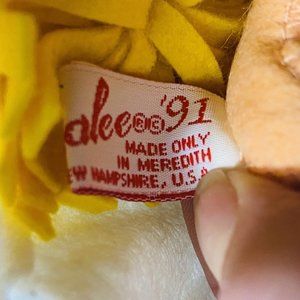 alee®© '91
MADE ONLY
IN MEREDITH
EW HAMPSHIRE, U.S.A